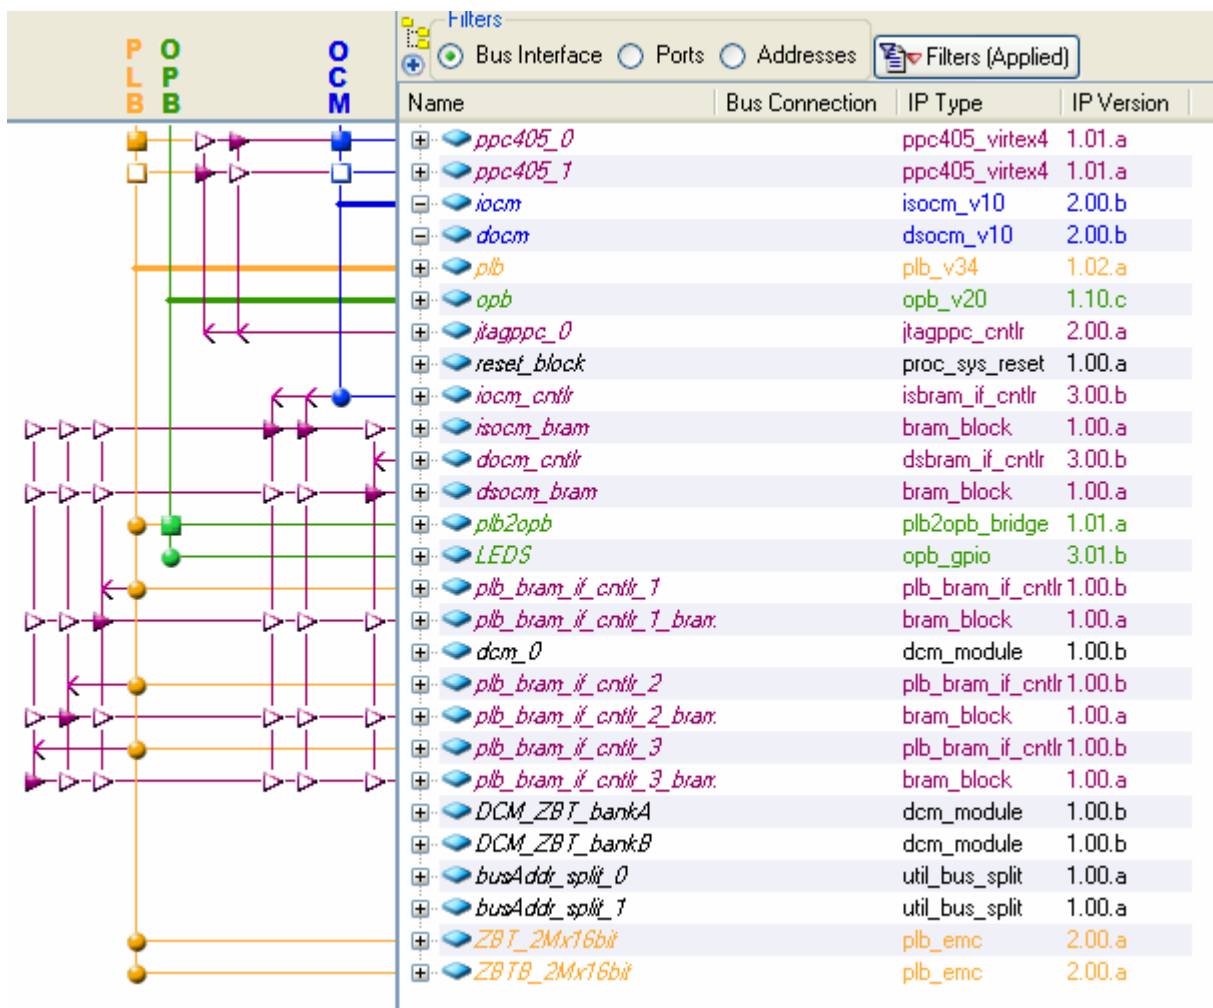 Filters
Bus Interface Ports Addresses Filters (Applied)
PLB OPB OCM
Name Bus Connection IP Type IP Version
ppc405_0 ppc405_virtex4 1.01.a
ppc405_1 ppc405_virtex4 1.01.a
iocm isocm_v10 2.00.b
docm dsocm_v10 2.00.b
plb plb_v34 1.02.a
opb opb_v20 1.10.c
jtagppc_0 jtagppc_cntlr 2.00.a
reset_block proc_sys_reset 1.00.a
iocm_cntlr isbram_if_cntlr 3.00.b
isocm_bram bram_block 1.00.a
docm_cntlr dsbram_if_cntlr 3.00.b
dsocm_bram bram_block 1.00.a
plb2opb plb2opb_bridge 1.01.a
LEDS opb_gpio 3.01.b
plb_bram_if_cntlr_1 plb_bram_if_cntlr 1.00.b
plb_bram_if_cntlr_1_bram bram_block 1.00.a
dcm_0 dcm_module 1.00.b
plb_bram_if_cntlr_2 plb_bram_if_cntlr 1.00.b
plb_bram_if_cntlr_2_bram bram_block 1.00.a
plb_bram_if_cntlr_3 plb_bram_if_cntlr 1.00.b
plb_bram_if_cntlr_3_bram bram_block 1.00.a
DCM_ZBT_bankA dcm_module 1.00.b
DCM_ZBT_bankB dcm_module 1.00.b
busAddr_split_0 util_bus_split 1.00.a
busAddr_split_1 util_bus_split 1.00.a
ZBT_2Mx16bit plb_emc 2.00.a
ZBTB_2Mx16bit plb_emc 2.00.a